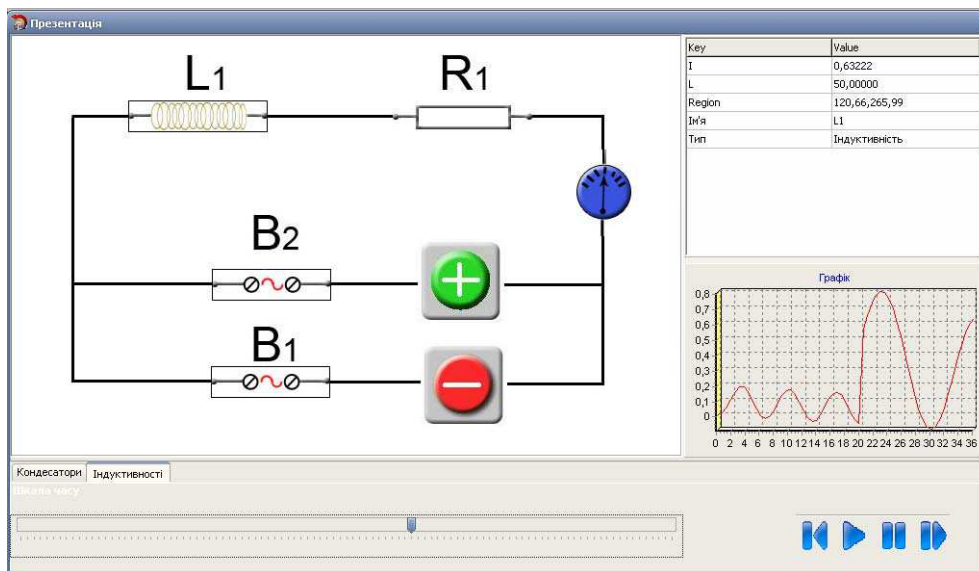 Презентація
L1
R1
B2
B1
Key Value
I 0,63222
L 50,00000
Region 120,66,265,99
Ім'я L1
Тип Індуктивність
Графік
0,8
0,7
0,6
0,5
0,4
0,3
0,2
0,1
0
0 2 4 6 8 10 12 14 16 18 20 22 24 26 28 30 32 34 36
Кондесатори Індуктивності
Шкала часу